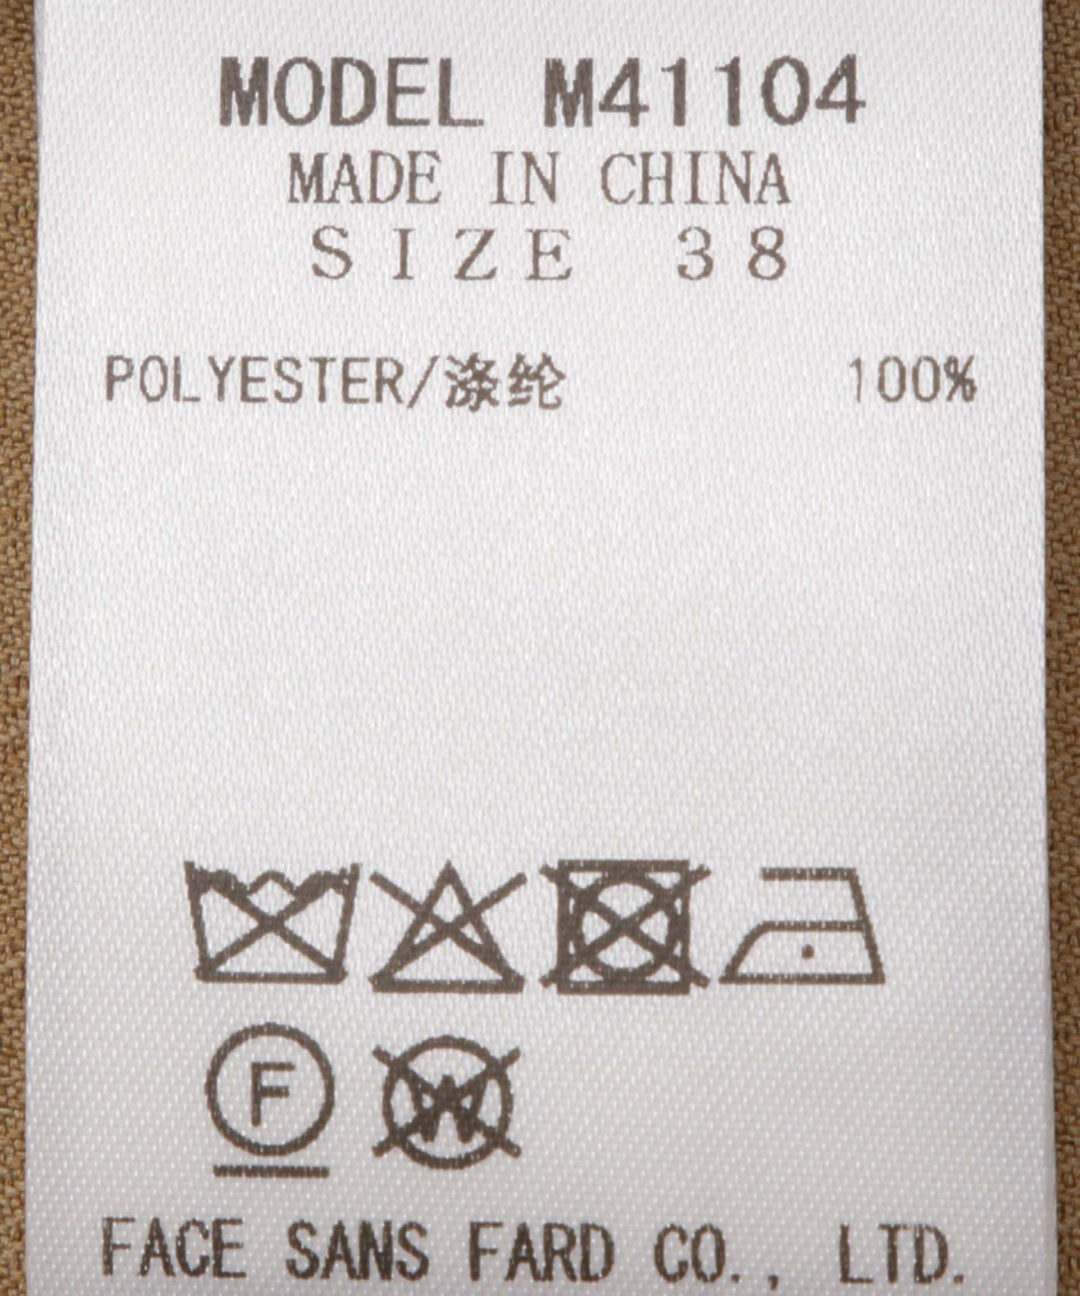 MODEL M41104
MADE IN CHINA
SIZE 38
POLYESTER/涤纶 100%
F
W
FACE SANS FARD CO., LTD.